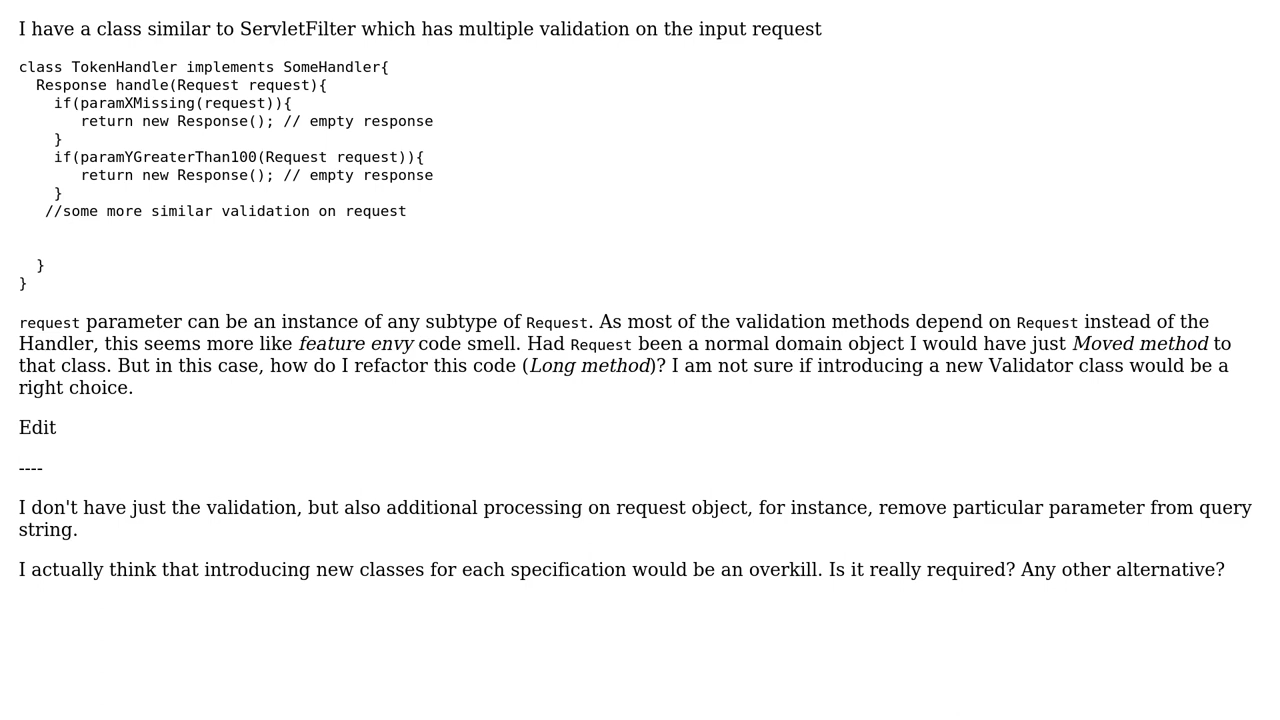 I have a class similar to ServletFilter which has multiple validation on the input request
class TokenHandler implements SomeHandler{
  Response handle(Request request){
    if(paramXMissing(request)){
       return new Response(); // empty response
    }
    if(paramYGreaterThan100(Request request)){
       return new Response(); // empty response
    }
   //some more similar validation on request
  }
}
request parameter can be an instance of any subtype of Request. As most of the validation methods depend on Request instead of the
Handler, this seems more like feature envy code smell. Had Request been a normal domain object I would have just Moved method to
that class. But in this case, how do I refactor this code (Long method)? I am not sure if introducing a new Validator class would be a
right choice.
Edit
----
I don't have just the validation, but also additional processing on request object, for instance, remove particular parameter from query
string.
I actually think that introducing new classes for each specification would be an overkill. Is it really required? Any other alternative?